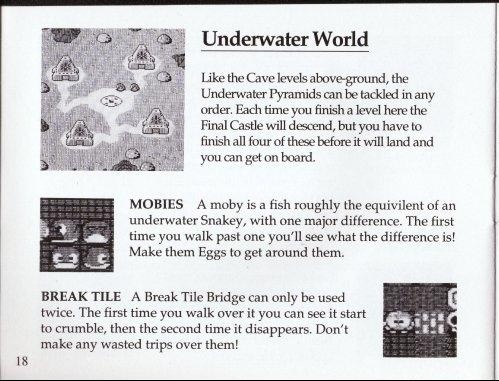 Underwater World
Like the Cave levels above-ground, the
Underwater Pyramids can be tackled in any
order. Each time you finish a level here the
Final Castle will descend, but you have to
finish all four of these before it will land and
you can get on board.
MOBIES A moby is a fish roughly the equivilent of an
underwater Snakey, with one major difference. The first
time you walk past one you'll see what the difference is!
Make them Eggs to get around them.
BREAK TILE A Break Tile Bridge can only be used
twice. The first time you walk over it you can see it start
to crumble, then the second time it disappears. Don't
make any wasted trips over them!
18